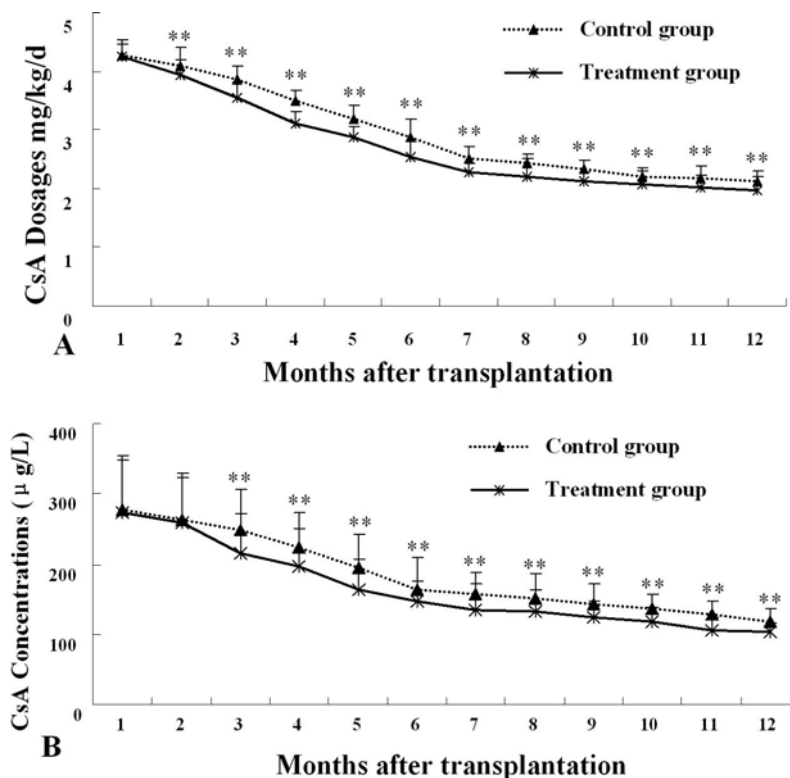 5
4
3
2
1
0
CsA Dosages mg/kg/d
Control group
Treatment group
** ** ** ** ** ** ** ** ** ** **
1 2 3 4 5 6 7 8 9 10 11 12
A
Months after transplantation
400
300
200
100
0
CsA Concentrations (μ g/L)
Control group
Treatment group
** ** ** ** ** ** ** ** ** **
1 2 3 4 5 6 7 8 9 10 11 12
B
Months after transplantation